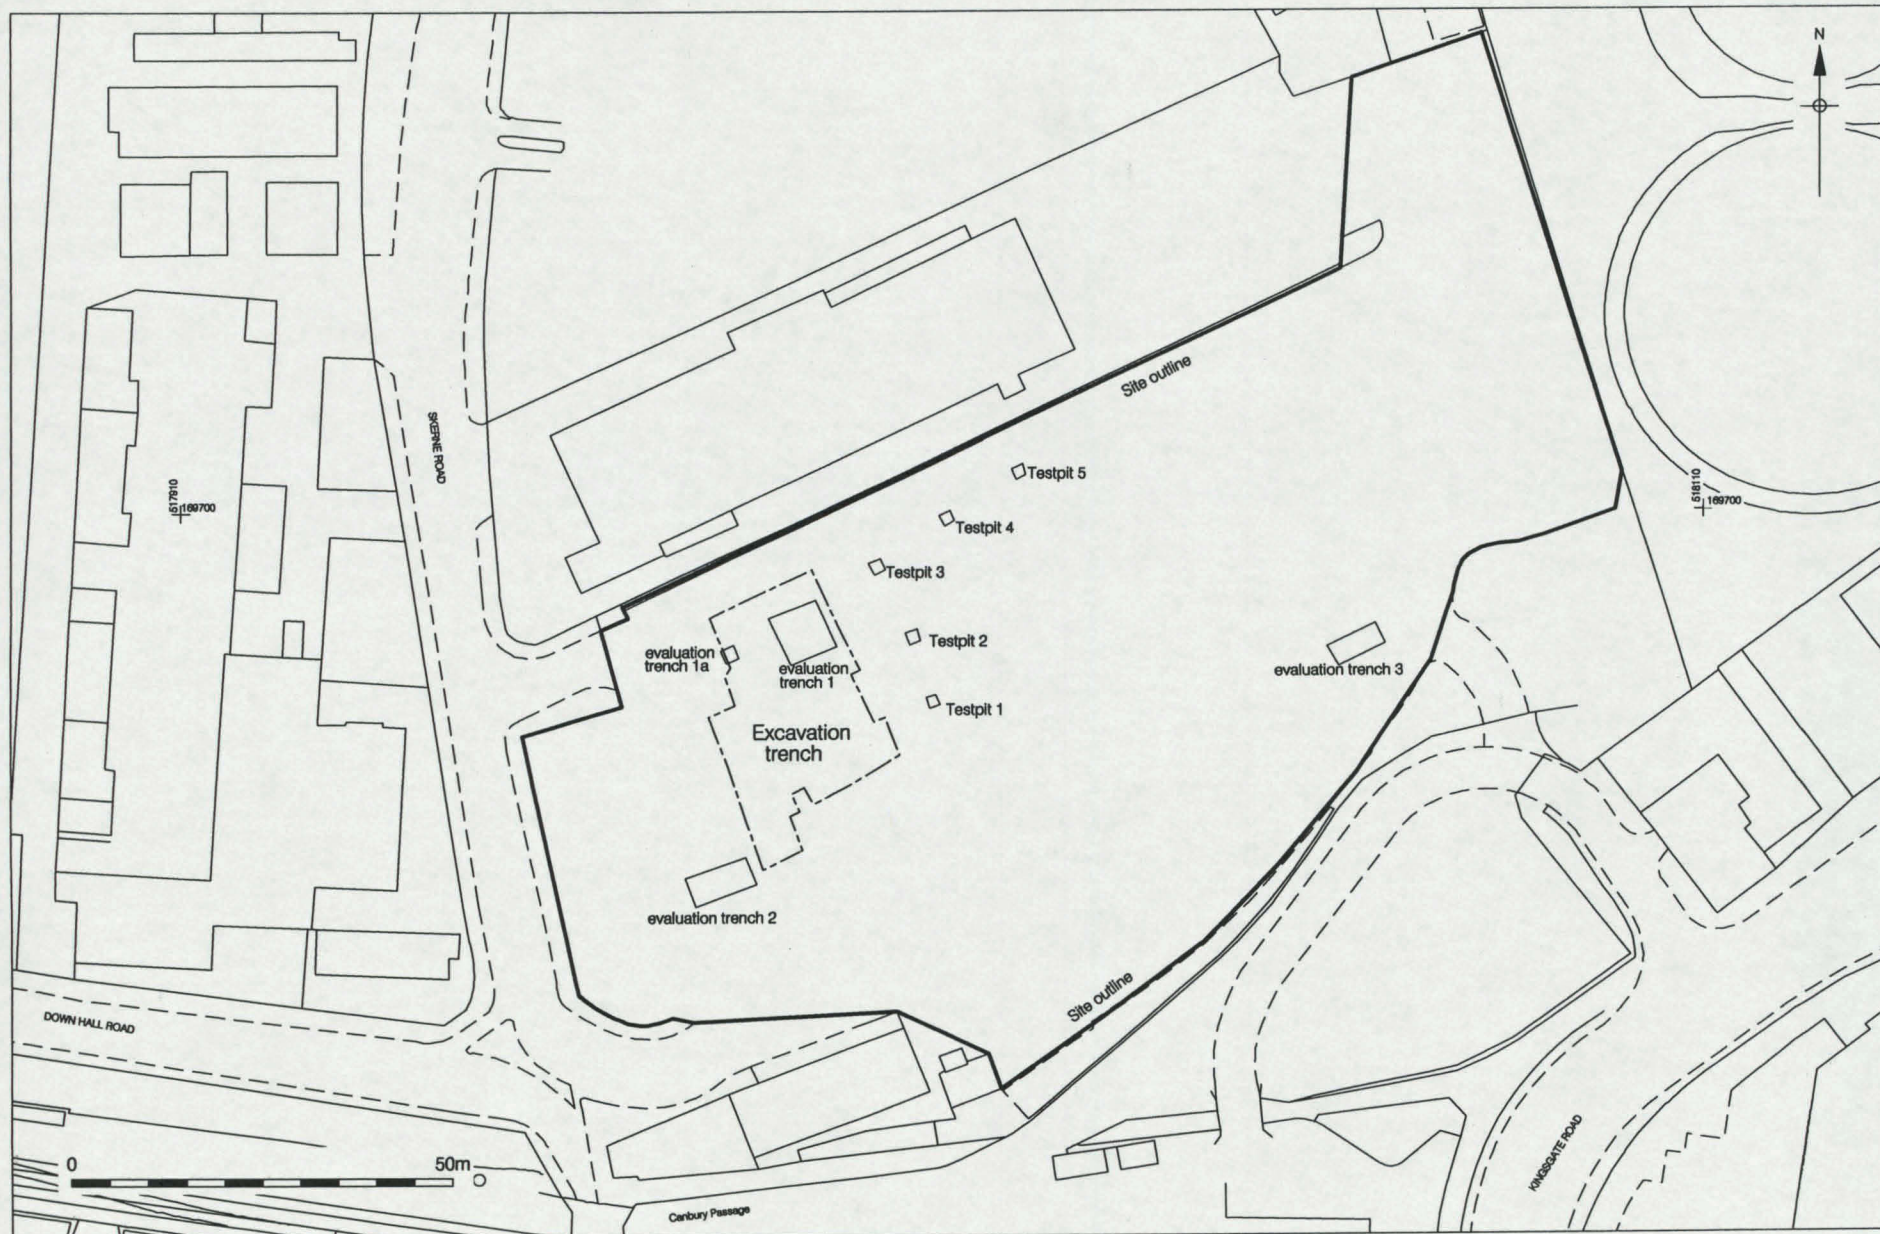 N
SKERNE ROAD
Site outline
Testpit 5
517910
169700
518110
169700
Testpit 4
Testpit 3
evaluation
trench 1a
evaluation
trench 1
Testpit 2
evaluation trench 3
Testpit 1
Excavation
trench
evaluation trench 2
Site outline
DOWN HALL ROAD
KINGSGATE ROAD
0
50m
Canbury Passage